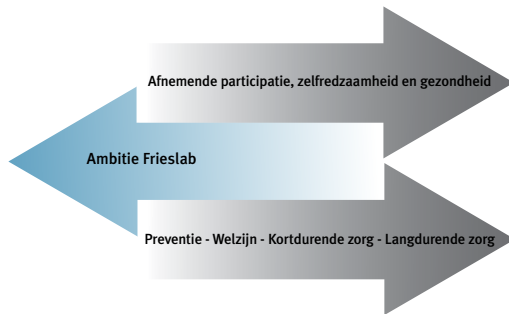 Afnemende participatie, zelfredzaamheid en gezondheid
Ambitie Frieslab
Preventie - Welzijn - Kortdurende zorg - Langdurende zorg